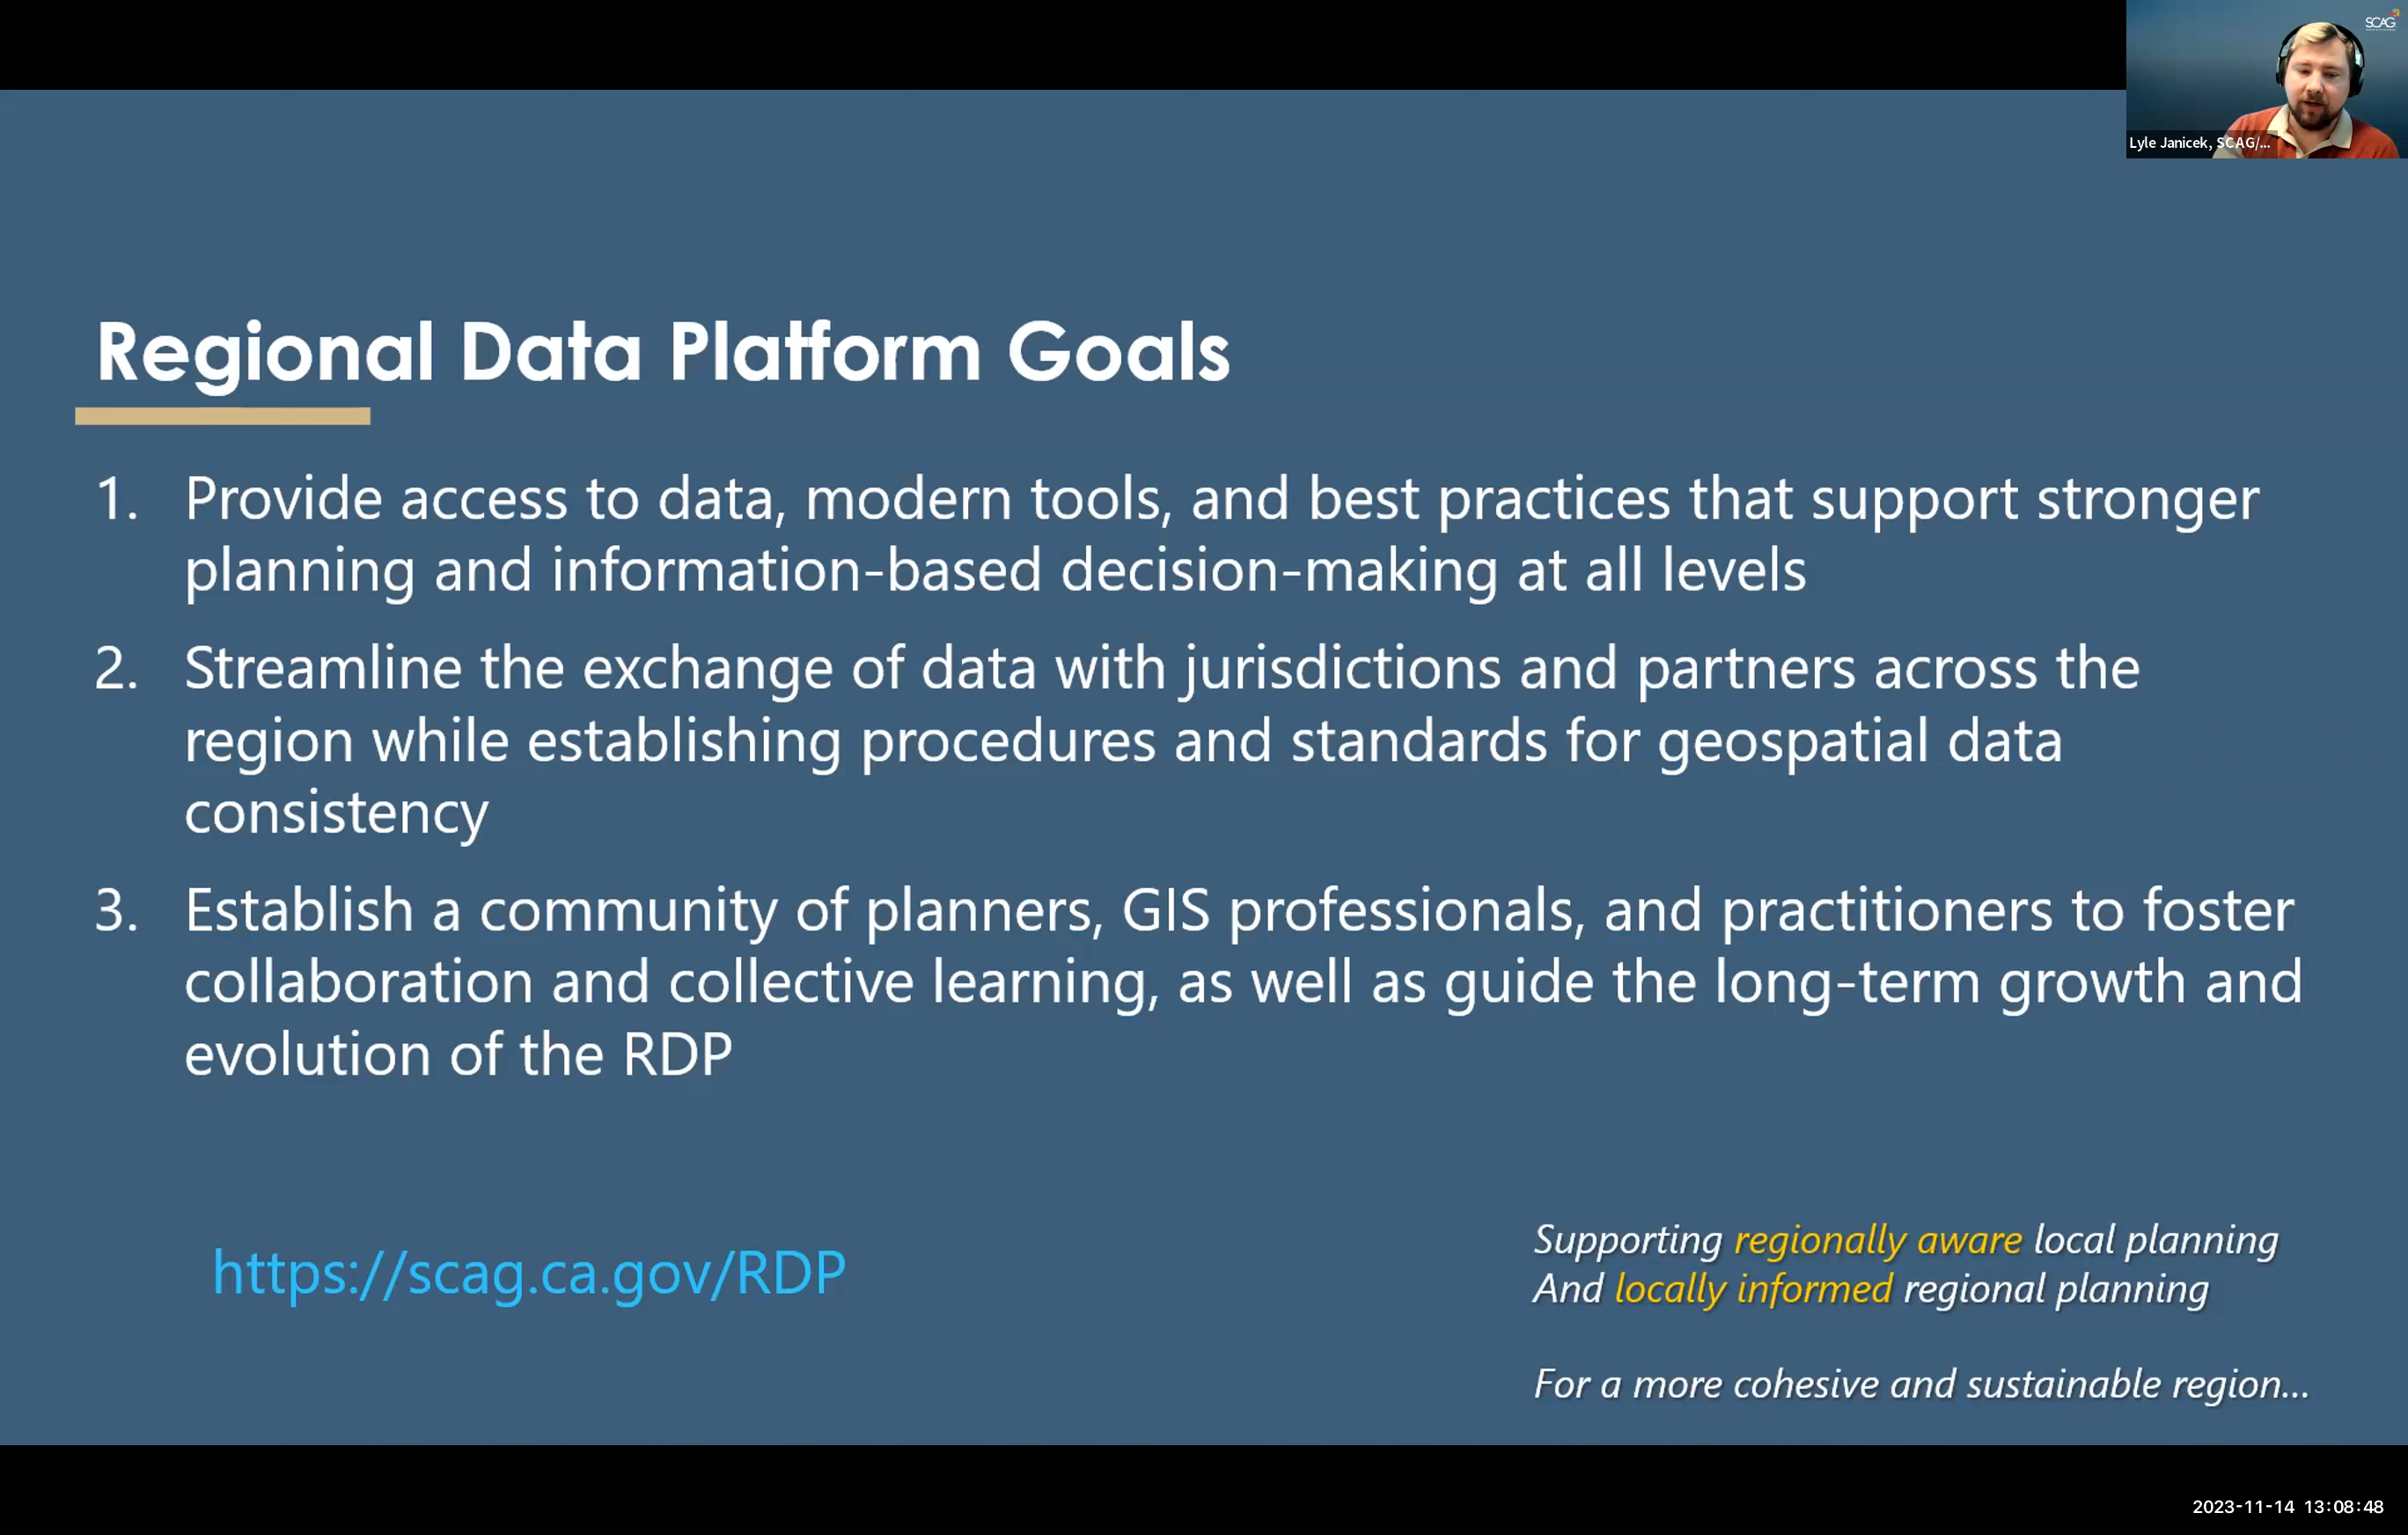 SCAG
Lyle Janicek, SCAG/...
Regional Data Platform Goals
1. Provide access to data, modern tools, and best practices that support stronger
planning and information-based decision-making at all levels
2. Streamline the exchange of data with jurisdictions and partners across the
region while establishing procedures and standards for geospatial data
consistency
3. Establish a community of planners, GIS professionals, and practitioners to foster
collaboration and collective learning, as well as guide the long-term growth and
evolution of the RDP
https://scag.ca.gov/RDP
Supporting regionally aware local planning
And locally informed regional planning
For a more cohesive and sustainable region...
2023-11-14 13:08:48